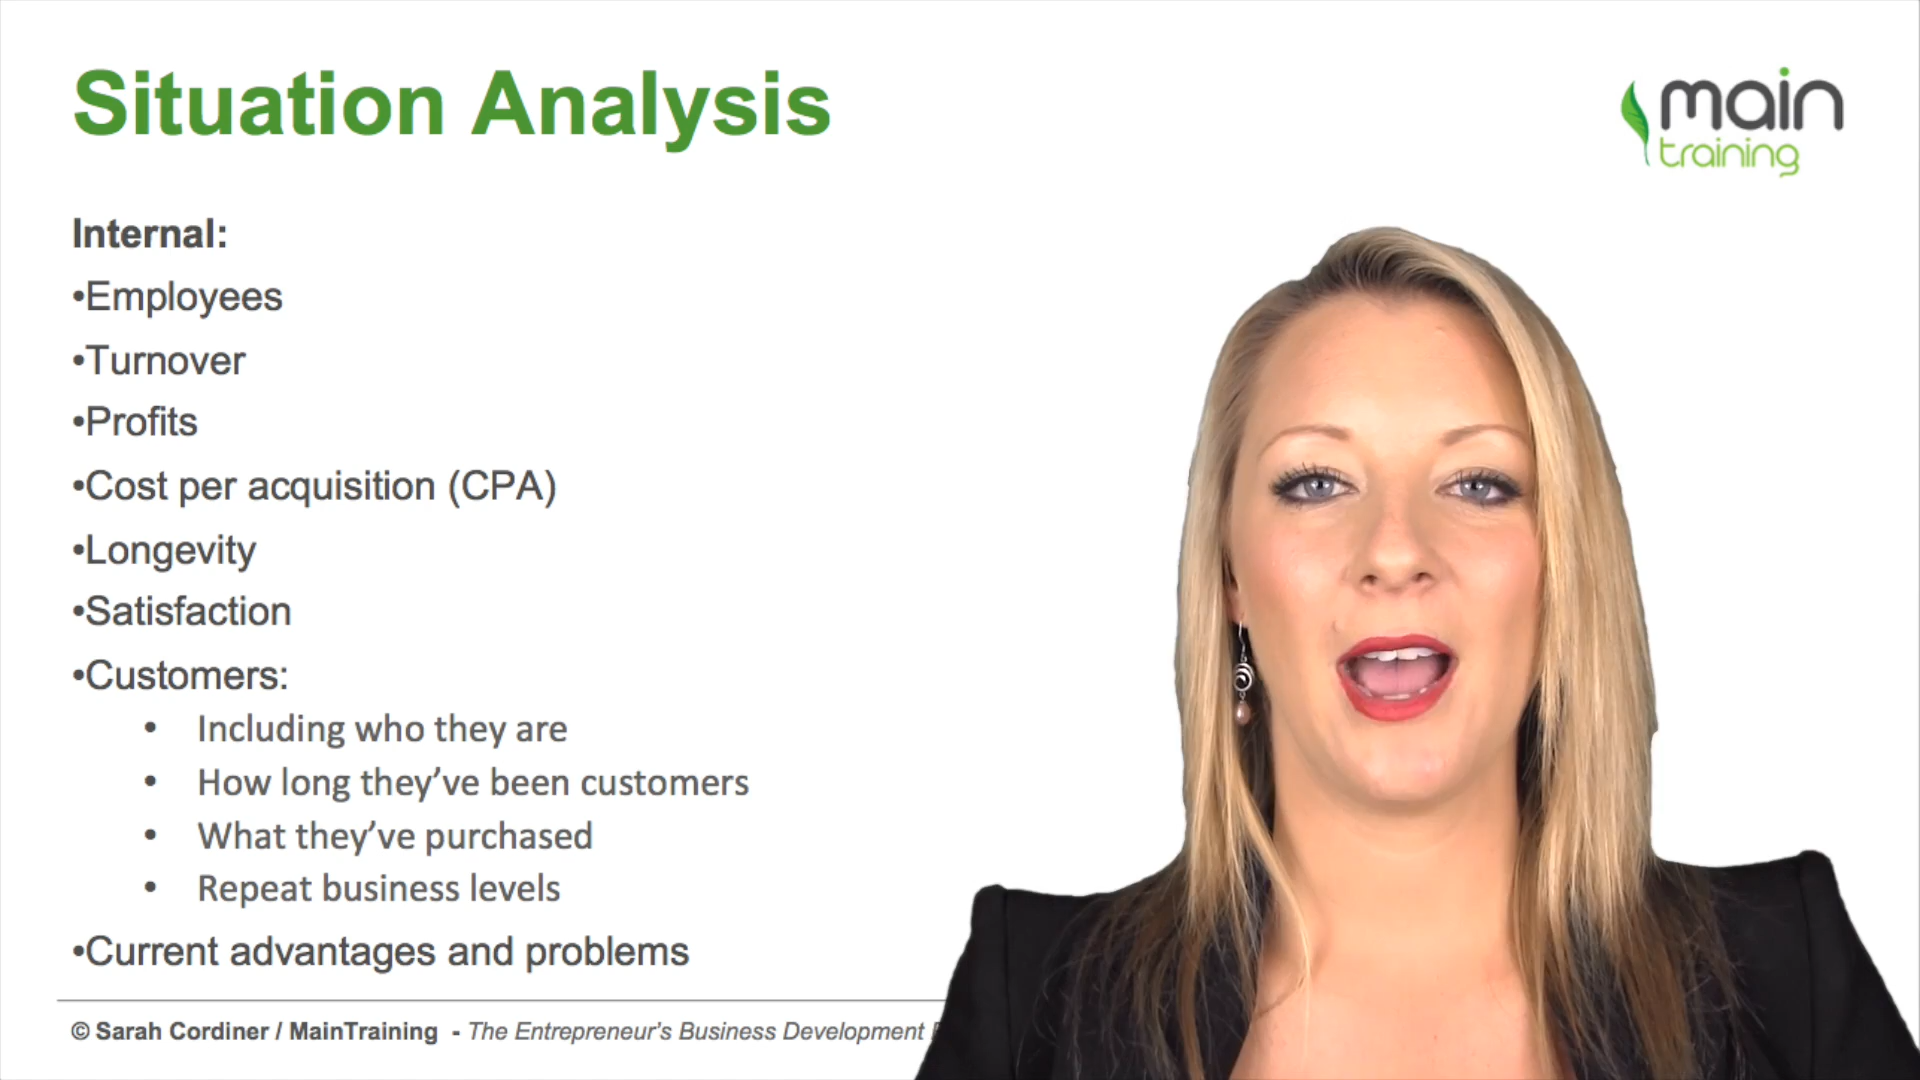 Situation Analysis
main
training
Internal:
•Employees
•Turnover
•Profits
•Cost per acquisition (CPA)
•Longevity
•Satisfaction
•Customers:
• Including who they are
• How long they’ve been customers
• What they’ve purchased
• Repeat business levels
•Current advantages and problems
© Sarah Cordiner / MainTraining - The Entrepreneur’s Business Development